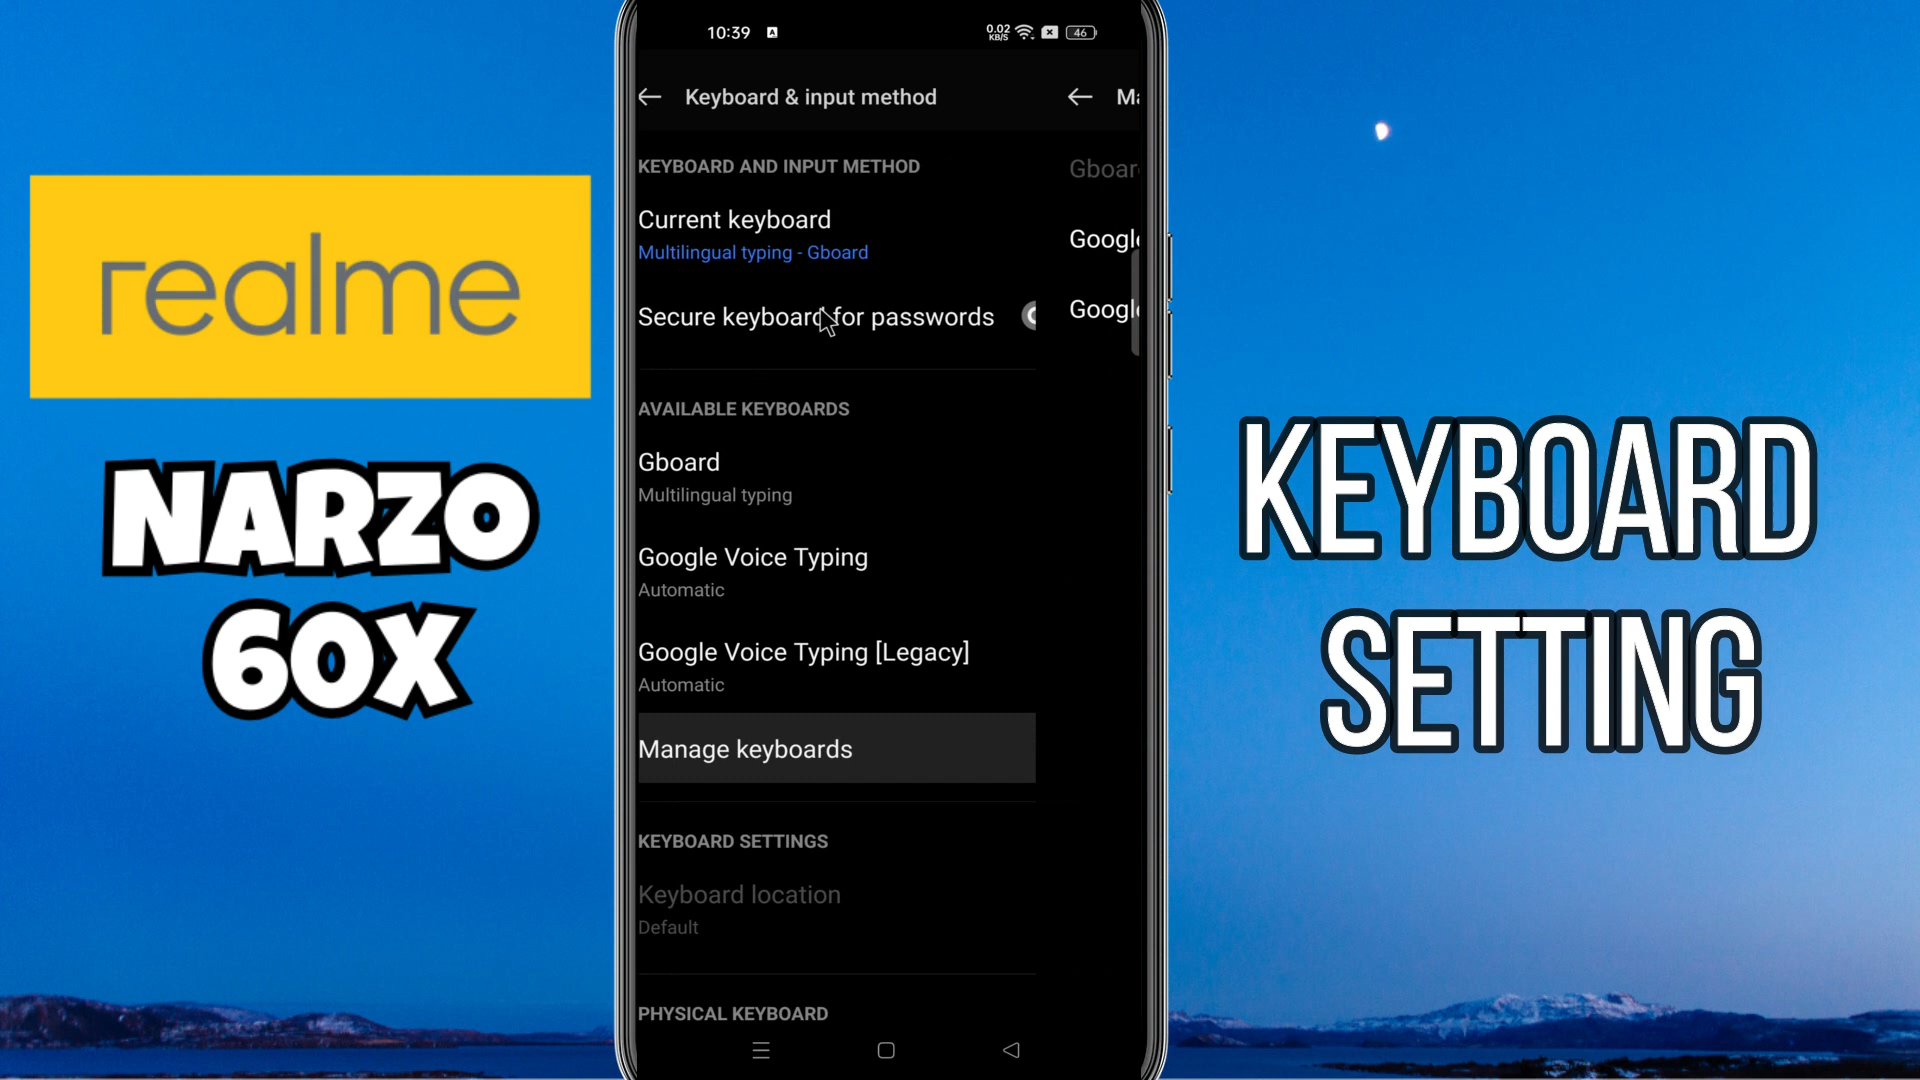 realme
NARZO
60X
10:39
0.02
KB/S
46
Keyboard & input method
KEYBOARD AND INPUT METHOD
Current keyboard
Multilingual typing - Gboard
Secure keyboard for passwords
AVAILABLE KEYBOARDS
Gboard
Multilingual typing
Google Voice Typing
Automatic
Google Voice Typing [Legacy]
Automatic
Manage keyboards
KEYBOARD SETTINGS
Keyboard location
Default
PHYSICAL KEYBOARD
KEYBOARD
SETTING